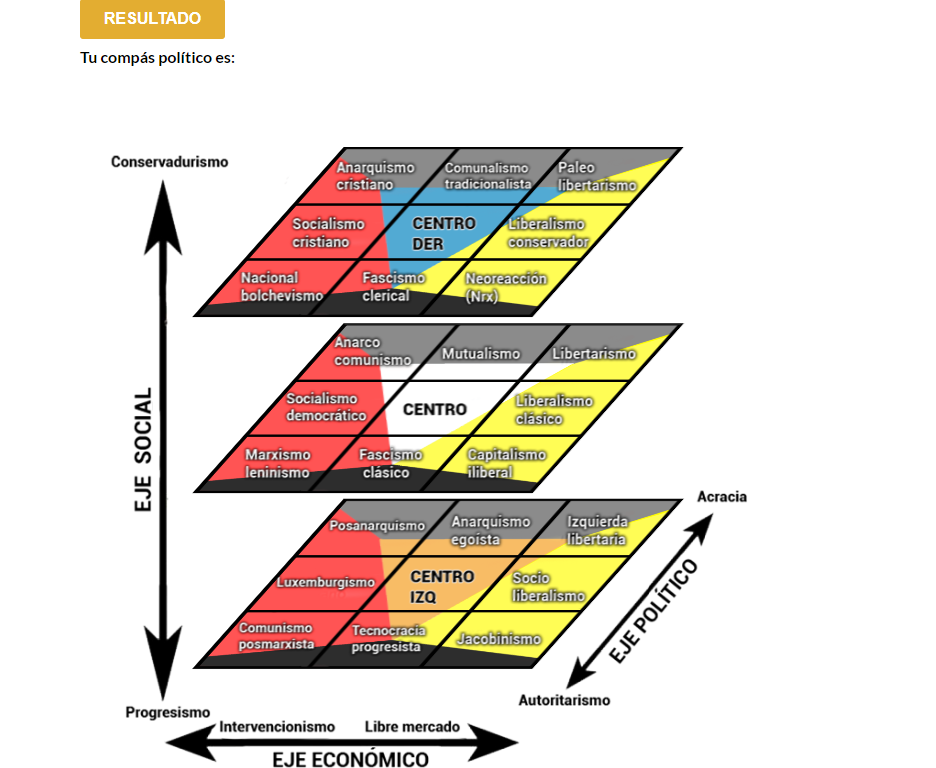 RESULTADO
Tu compás político es:
Conservadurismo
Anarquismo
cristiano
Comunalismo
tradicionalista
Paleo
libertarismo
Socialismo
cristiano
CENTRO
DER
Liberalismo
conservador
Nacional
bolchevismo
Fascismo
clerical
Neoreacción
(Nrx)
Anarco
comunismo
Mutualismo
Libertarismo
Socialismo
democrático
CENTRO
Liberalismo
clásico
Marxismo
leninismo
Fascismo
clásico
Capitalismo
iliberal
EJE SOCIAL
Posanarquismo
Anarquismo
egoísta
Izquierda
libertaria
Acracia
Luxemburgismo
CENTRO
IZQ
Socio
liberalismo
Comunismo
posmarxista
Tecnocracia
progresista
Jacobinismo
EJE POLÍTICO
Autoritarismo
Progresismo
Intervencionismo
Libre mercado
EJE ECONÓMICO